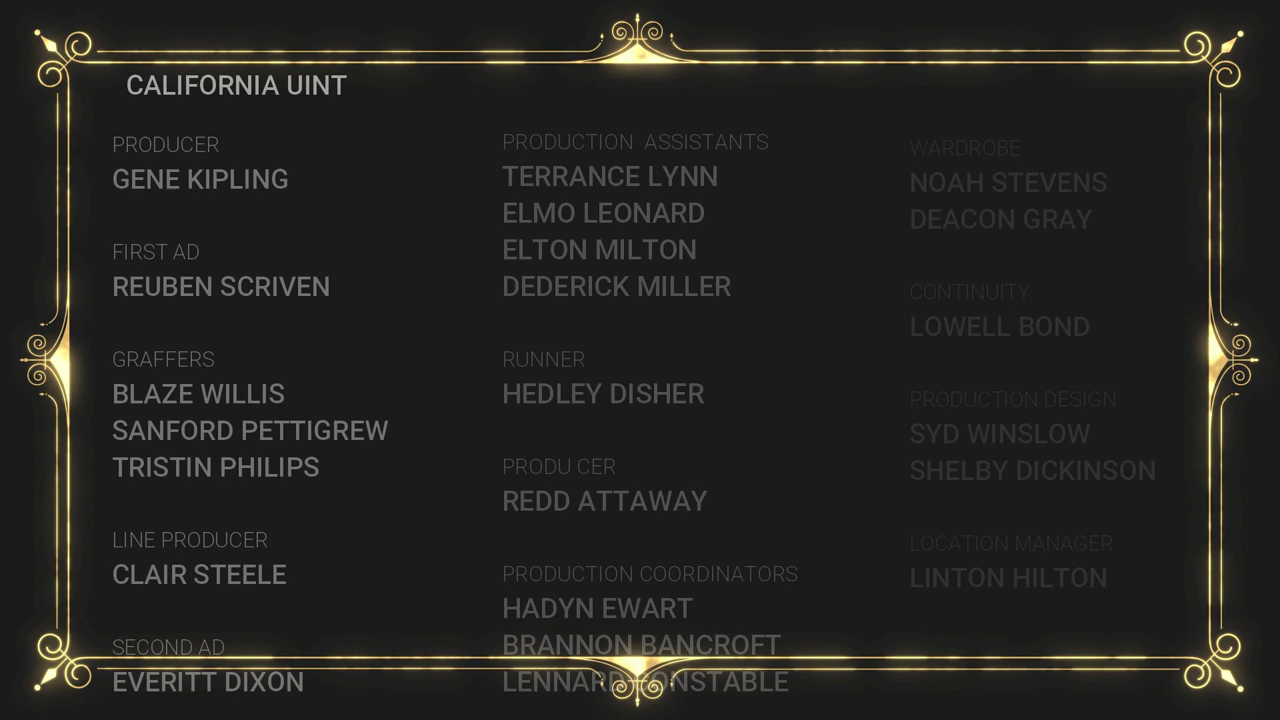 CALIFORNIA UINT
PRODUCER
GENE KIPLING
FIRST AD
REUBEN SCRIVEN
GRAFFERS
BLAZE WILLIS
SANFORD PETTIGREW
TRISTIN PHILIPS
LINE PRODUCER
CLAIR STEELE
SECOND AD
EVERITT DIXON
PRODUCTION ASSISTANTS
TERRANCE LYNN
ELMO LEONARD
ELTON MILTON
DEDERICK MILLER
RUNNER
HEDLEY DISHER
PRODU CER
REDD ATTAWAY
PRODUCTION COORDINATORS
HADYN EWART
BRANNON BANCROFT
LENNARD CONSTABLE
WARDROBE
NOAH STEVENS
DEACON GRAY
CONTINUITY
LOWELL BOND
PRODUCTION DESIGN
SYD WINSLOW
SHELBY DICKINSON
LOCATION MANAGER
LINTON HILTON